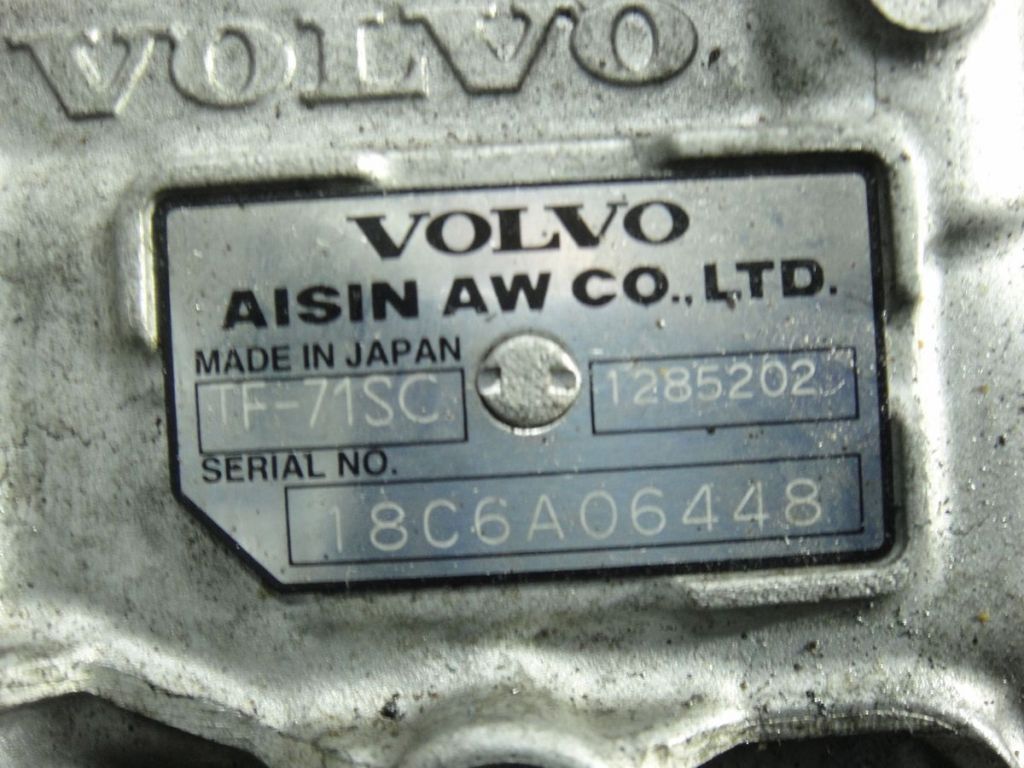 VOLVO
VOLVO
AISIN AW CO., LTD.
MADE IN JAPAN
TF-71SC 1285202
SERIAL NO.
18C6A06448